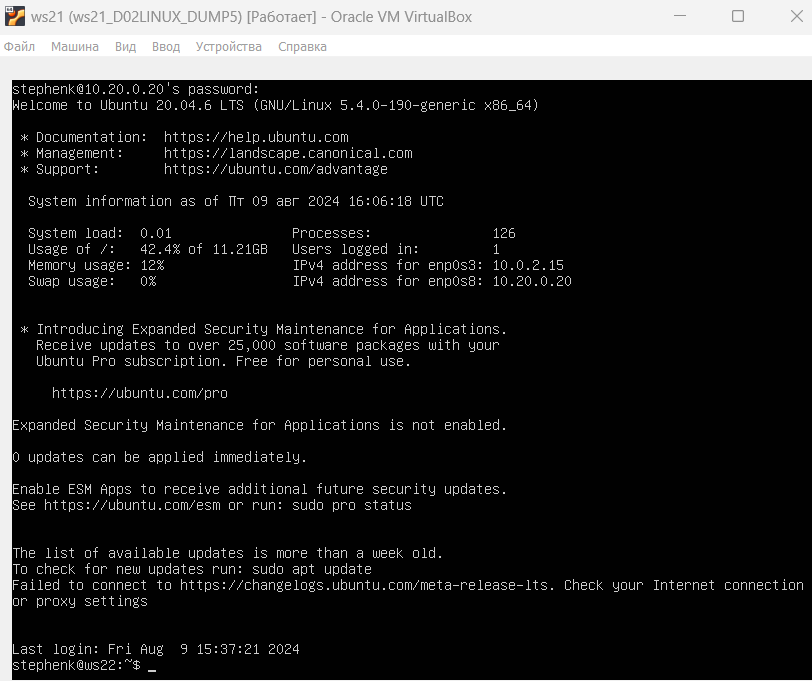 ws21 (ws21_D02LINUX_DUMP5) [Работает] - Oracle VM VirtualBox
Файл Машина Вид Ввод Устройства Справка
stephenk@10.20.0.20's password:
Welcome to Ubuntu 20.04.6 LTS (GNU/Linux 5.4.0-190-generic x86_64)
* Documentation: https://help.ubuntu.com
* Management: https://landscape.canonical.com
* Support: https://ubuntu.com/advantage
System information as of Пт 09 авг 2024 16:06:18 UTC
System load: 0.01 Processes: 126
Usage of /: 42.4% of 11.21GB Users logged in: 1
Memory usage: 12% IPv4 address for enp0s3: 10.0.2.15
Swap usage: 0% IPv4 address for enp0s8: 10.20.0.20
* Introducing Expanded Security Maintenance for Applications.
Receive updates to over 25,000 software packages with your
Ubuntu Pro subscription. Free for personal use.
https://ubuntu.com/pro
Expanded Security Maintenance for Applications is not enabled.
0 updates can be applied immediately.
Enable ESM Apps to receive additional future security updates.
See https://ubuntu.com/esm or run: sudo pro status
The list of available updates is more than a week old.
To check for new updates run: sudo apt update
Failed to connect to https://changelogs.ubuntu.com/meta-release-lts. Check your Internet connection
or proxy settings
Last login: Fri Aug  9 15:37:21 2024
stephenk@ws22:~$ _